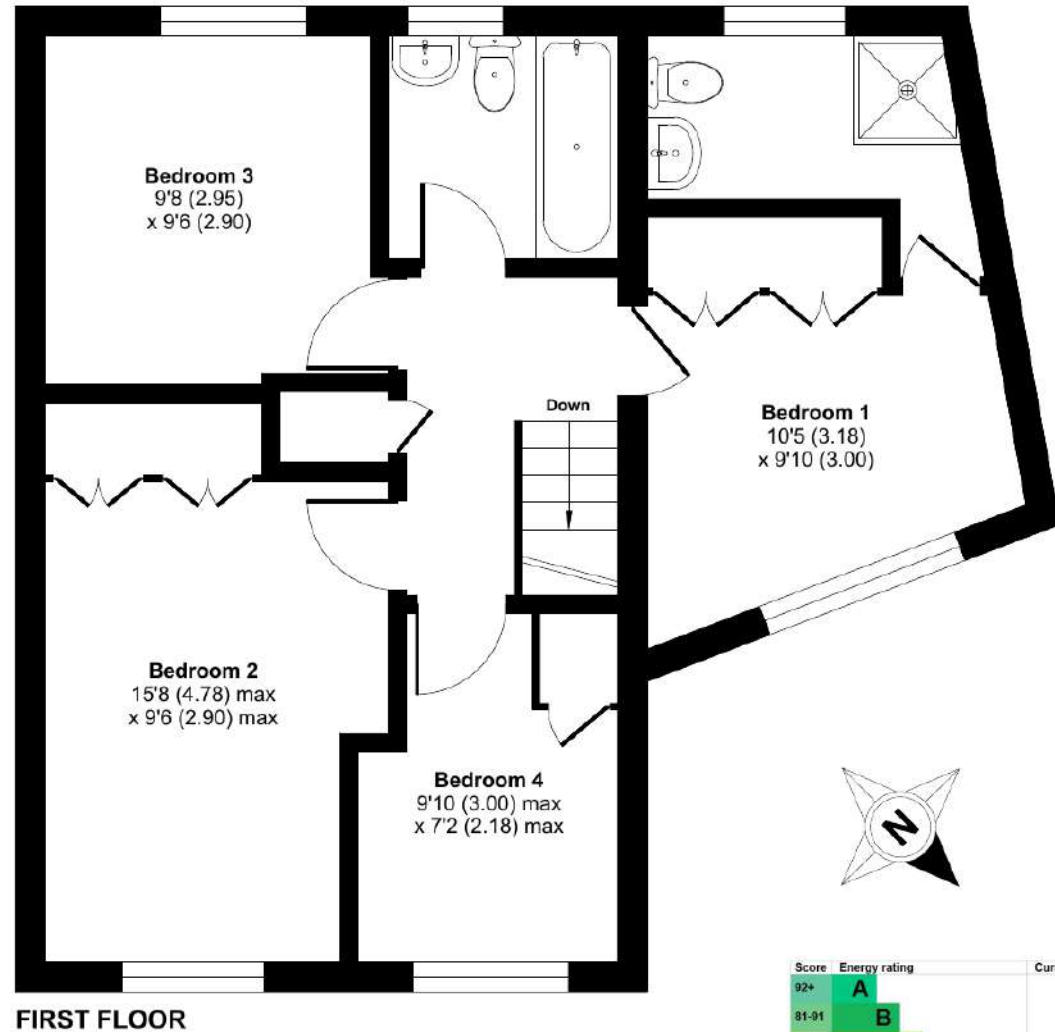 Bedroom 3
9'8 (2.95)
x 9'6 (2.90)
Down
Bedroom 1
10'5 (3.18)
x 9'10 (3.00)
Bedroom 2
15'8 (4.78) max
x 9'6 (2.90) max
Bedroom 4
9'10 (3.00) max
x 7'2 (2.18) max
N
FIRST FLOOR
Score Energy rating Cur
92+ A
81-91 B